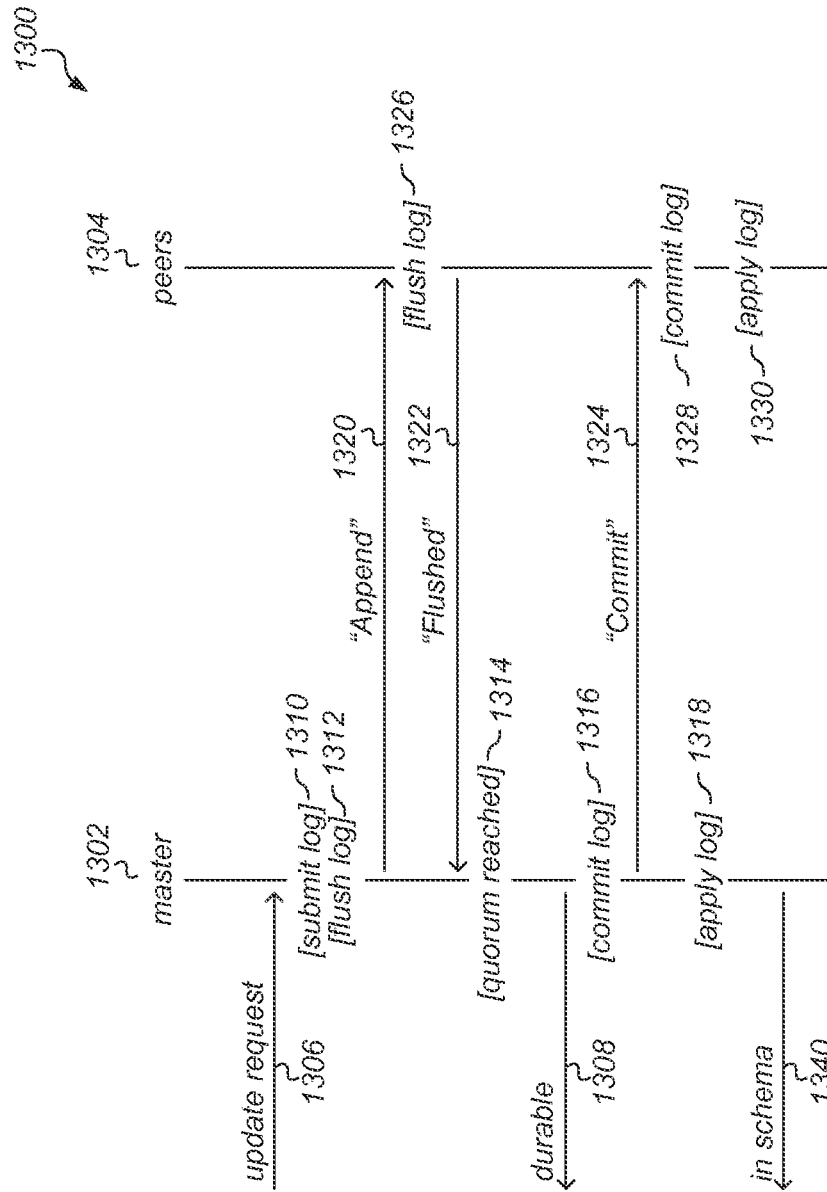 1300
1302
master
1304
peers
update request
1306
[submit log] 1310
[flush log] 1312
"Append"
1320
[flush log] 1326
"Flushed"
1322
[quorum reached] 1314
durable
1308
[commit log] 1316
"Commit"
1324
1328 [commit log]
[apply log] 1318
1330 [apply log]
in schema
1340